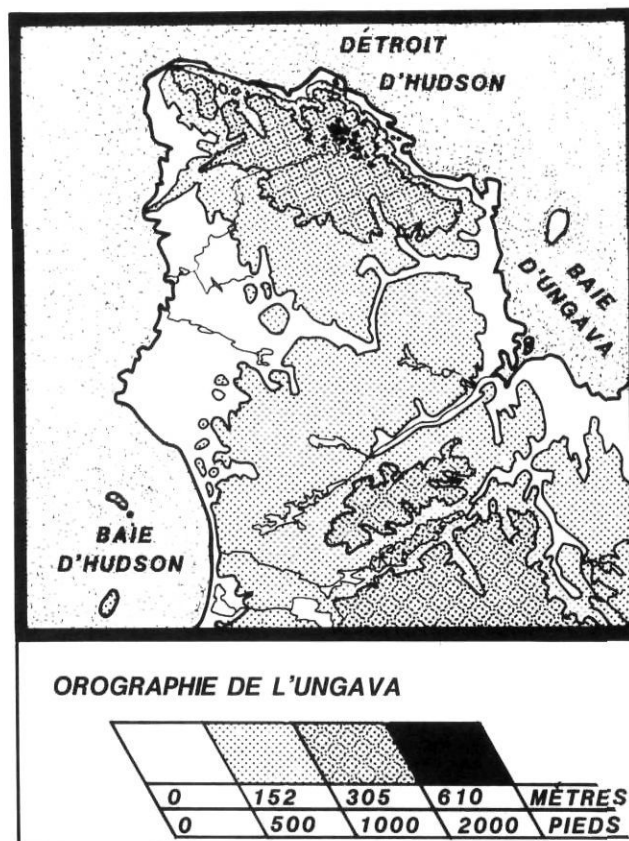 DÉTROIT
D'HUDSON
BAIE
D'UNGAVA
BAIE
D'HUDSON
OROGRAPHIE DE L'UNGAVA
0 152 305 610 MÈTRES
0 500 1000 2000 PIEDS